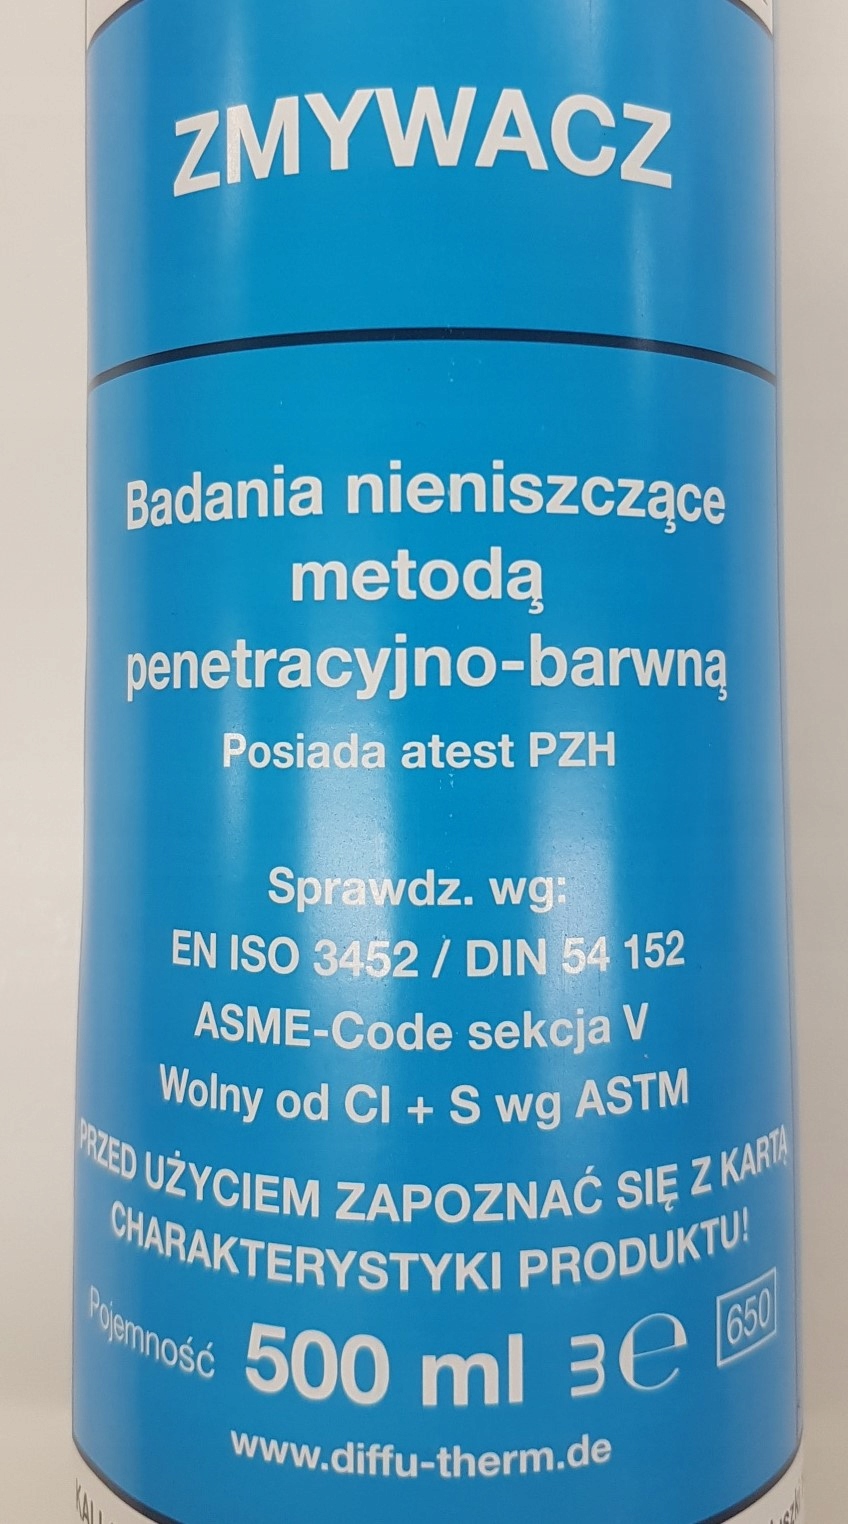 ZMYWACZ
Badania nieniszczące
metodą
penetracyjno-barwną
Posiada atest PZH
Sprawdz. wg:
EN ISO 3452 / DIN 54 152
ASME-Code sekcja V
Wolny od Cl + S wg ASTM
PRZED UŻYCIEM ZAPOZNAĆ SIĘ Z KARTĄ
CHARAKTERYSTYKI PRODUKTU!
Pojemność 500 ml 3 e 650
www.diffu-therm.de